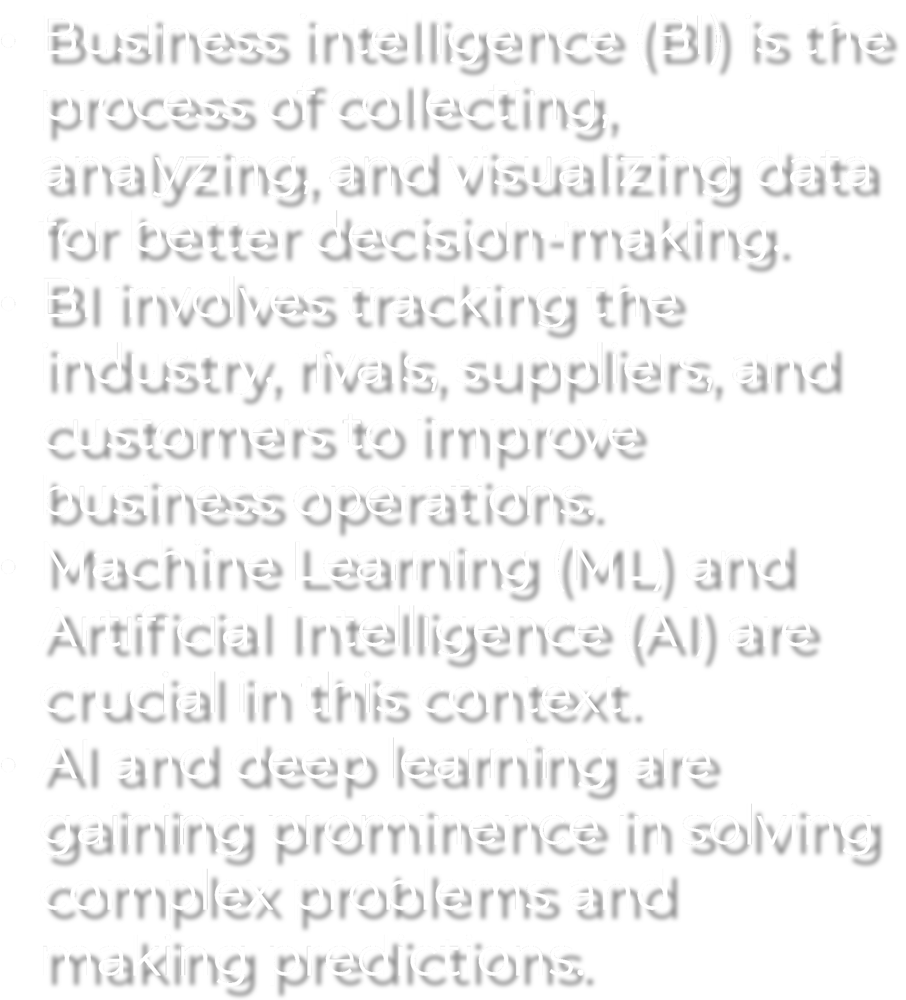 • Business intelligence (BI) is the
process of collecting,
analyzing, and visualizing data
for better decision-making.
• BI involves tracking the
industry, rivals, suppliers, and
customers to improve
business operations.
• Machine Learning (ML) and
Artificial Intelligence (AI) are
crucial in this context.
• AI and deep learning are
gaining prominence in solving
complex problems and
making predictions.